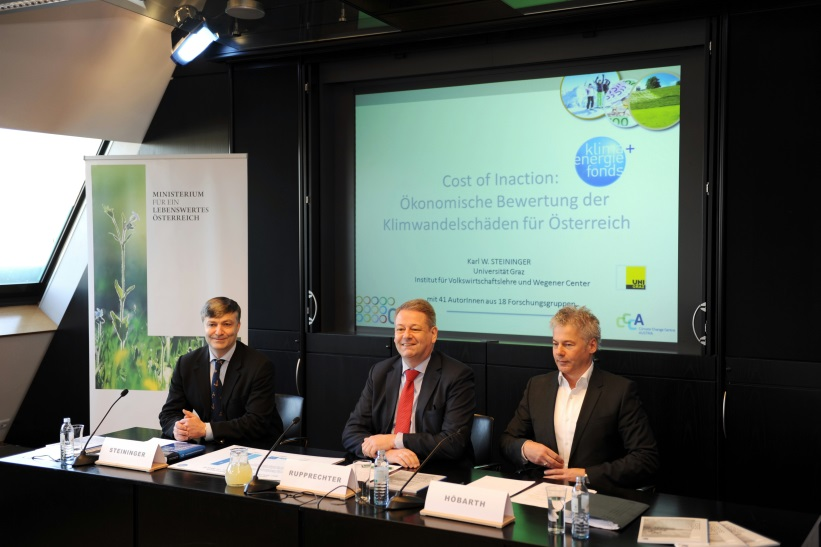 MINISTERIUM
FÜR EIN
LEBENSWERTES
ÖSTERREICH
klima+
energie
fonds
Cost of Inaction:
Ökonomische Bewertung der
Klimwandelschäden für Österreich
Karl W. STEININGER
Universität Graz
Institut für Volkswirtschaftslehre und Wegener Center
mit 41 AutorInnen aus 18 Forschungsgruppen
UNI
GRAZ
STEININGER
RUPPRECHTER
HÖBARTH